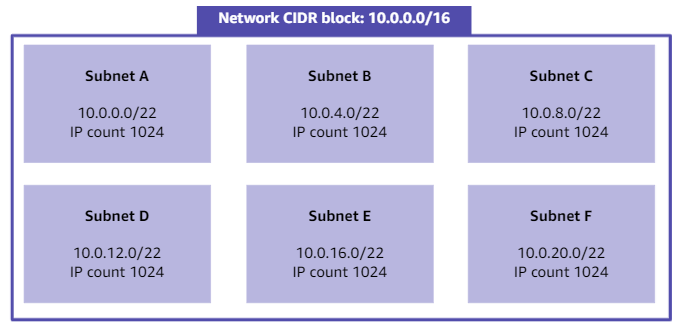 Network CIDR block: 10.0.0.0/16
Subnet A
10.0.0.0/22
IP count 1024
Subnet B
10.0.4.0/22
IP count 1024
Subnet C
10.0.8.0/22
IP count 1024
Subnet D
10.0.12.0/22
IP count 1024
Subnet E
10.0.16.0/22
IP count 1024
Subnet F
10.0.20.0/22
IP count 1024